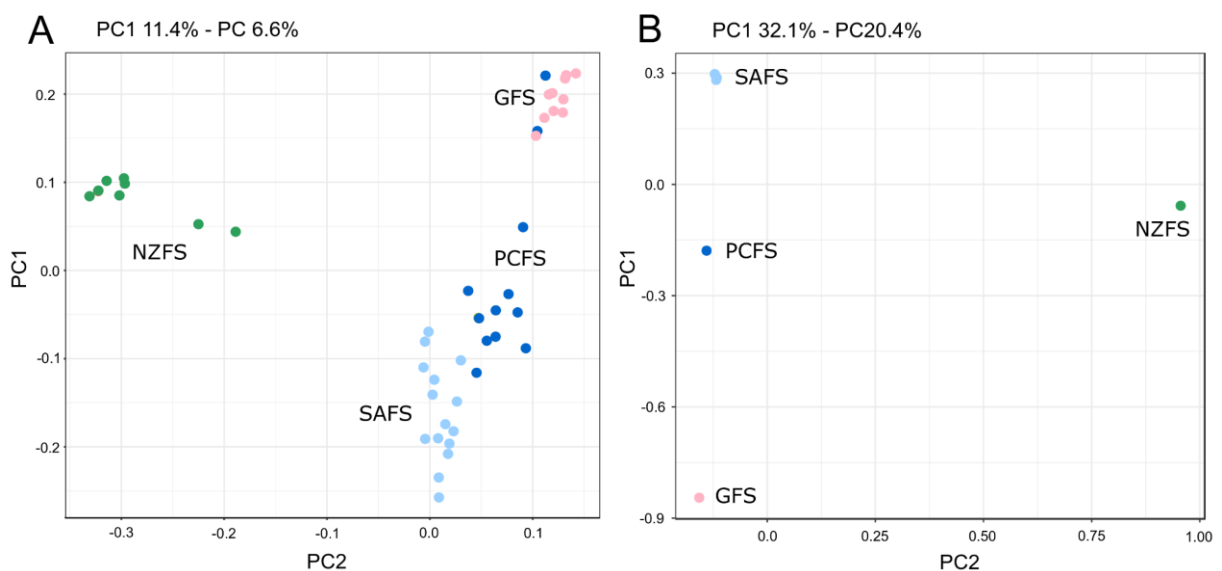 A
PC1 11.4% - PC 6.6%
PC1
0.2
0.1
0.0
-0.1
-0.2
GFS
NZFS
PCFS
SAFS
-0.3
-0.2
-0.1
0.0
0.1
PC2
B
PC1 32.1% - PC20.4%
PC1
0.3
0.0
-0.3
-0.6
-0.9
SAFS
PCFS
NZFS
GFS
0.0
0.25
0.50
0.75
1.00
PC2